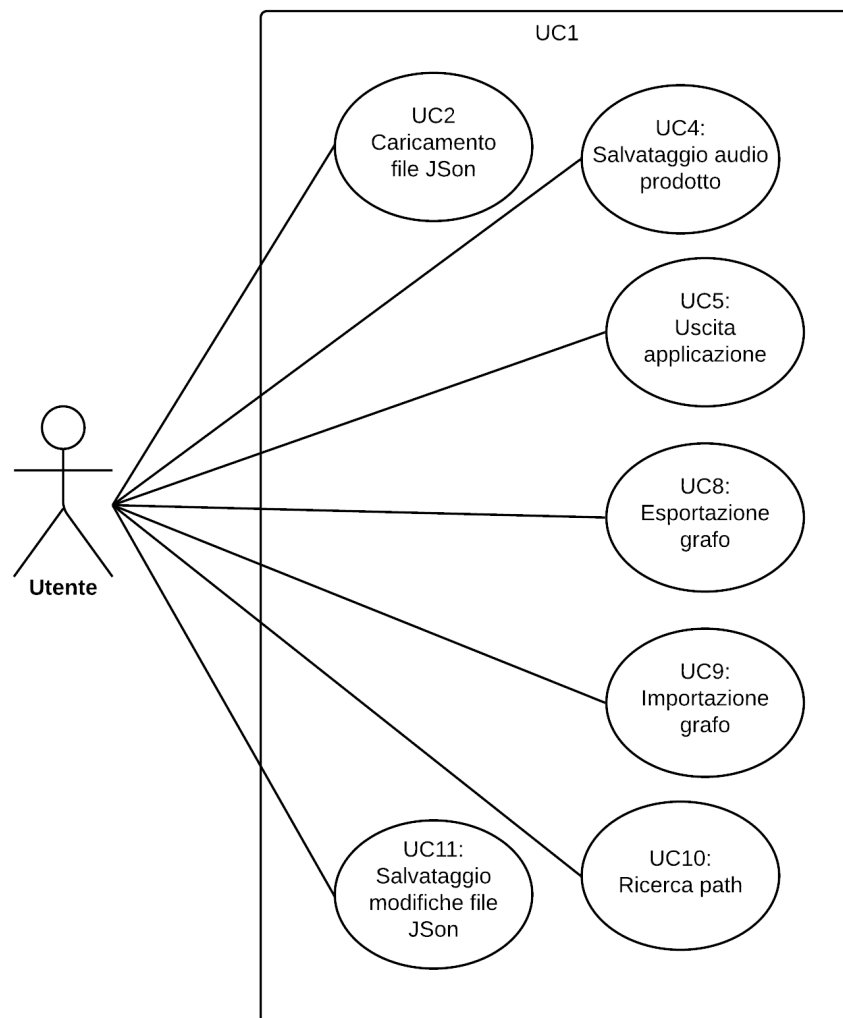 UC1
UC2
Caricamento
file JSon
UC4:
Salvataggio audio
prodotto
UC5:
Uscita
applicazione
UC8:
Esportazione
grafo
Utente
UC9:
Importazione
grafo
UC10:
Ricerca path
UC11:
Salvataggio
modifiche file
JSon